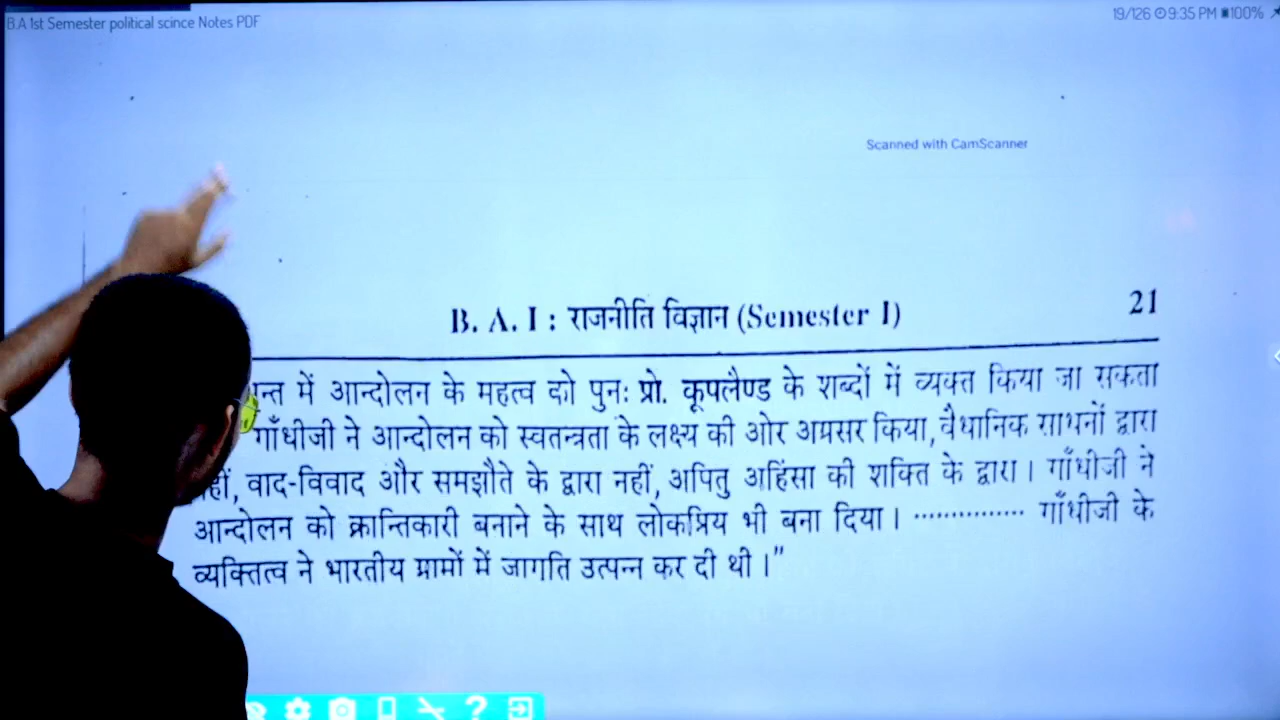 B.A 1st Semester political scince Notes PDF
19/126 9:35 PM 100%
Scanned with CamScanner
B. A. I : राजनीति विज्ञान (Semester I) 21
में आन्दोलन के महत्व को पुनः प्रो. कूपलैण्ड के शब्दों में व्यक्त किया जा सकता
गाँधीजी ने आन्दोलन को स्वतन्त्रता के लक्ष्य की ओर अग्रसर किया, वैधानिक साधनों द्वारा
वाद-विवाद और समझौते के द्वारा नहीं, अपितु अहिंसा की शक्ति के द्वारा। गाँधीजी ने
आन्दोलन को क्रान्तिकारी बनाने के साथ लोकप्रिय भी बना दिया। ............... गाँधीजी के
व्यक्तित्व ने भारतीय ग्रामों में जागति उत्पन्न कर दी थी।”